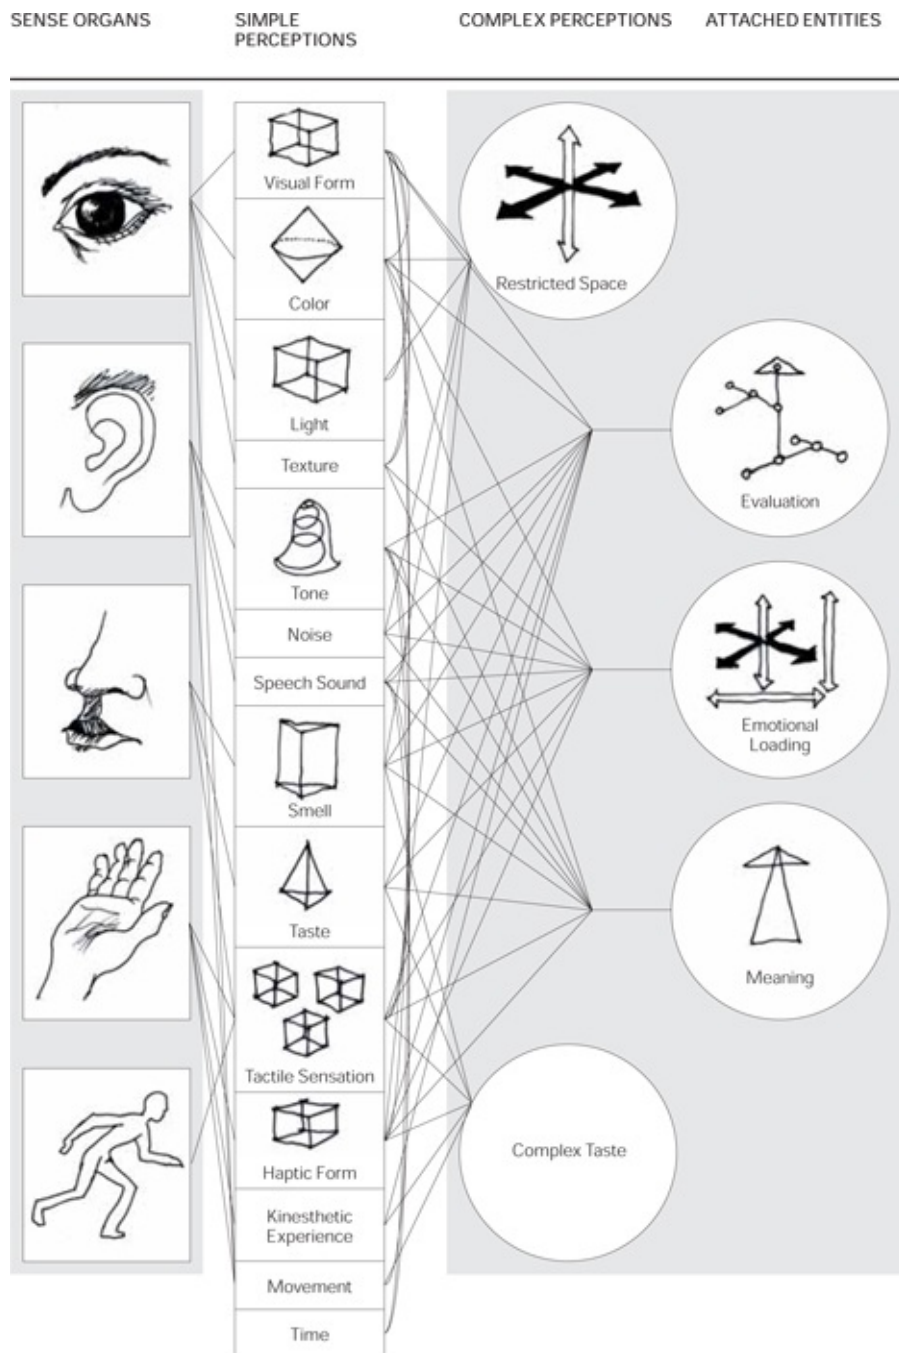 SENSE ORGANS
SIMPLE
PERCEPTIONS
COMPLEX PERCEPTIONS
ATTACHED ENTITIES
Visual Form
Color
Light
Texture
Tone
Noise
Speech Sound
Smell
Taste
Tactile Sensation
Haptic Form
Kinesthetic
Experience
Movement
Time
Restricted Space
Complex Taste
Evaluation
Emotional
Loading
Meaning